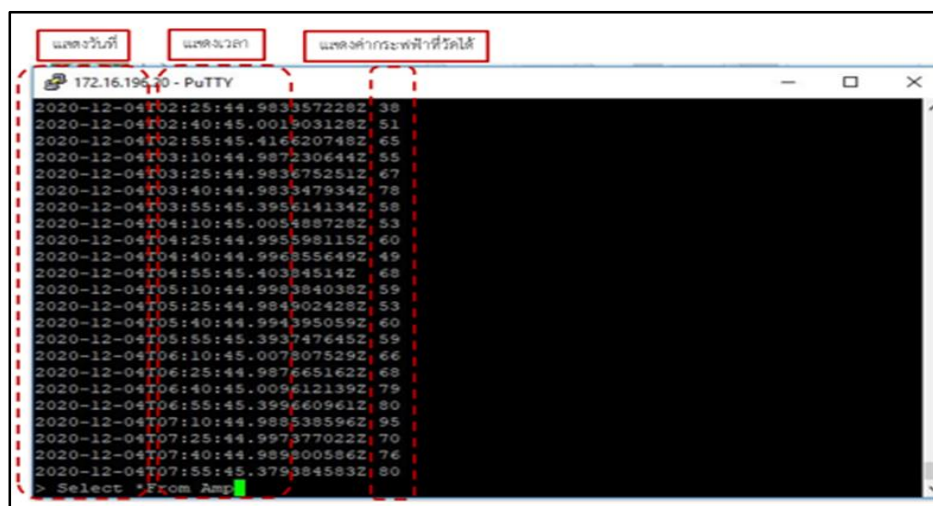 แสดงวันที่ แสดงเวลา แสดงค่ากระแฟฟ้าที่วัดได้
172.16.196.20 - PuTTY
2020-12-04T02:25:44.983357228Z 38
2020-12-04T02:40:45.001903128Z 51
2020-12-04T02:55:45.416620748Z 65
2020-12-04T03:10:44.987230644Z 55
2020-12-04T03:25:44.983675251Z 67
2020-12-04T03:40:44.983347934Z 78
2020-12-04T03:55:45.395614134Z 58
2020-12-04T04:10:45.005488728Z 53
2020-12-04T04:25:44.995598115Z 60
2020-12-04T04:40:44.996855649Z 49
2020-12-04T04:55:45.40384514Z 68
2020-12-04T05:10:44.998384038Z 59
2020-12-04T05:25:44.984902428Z 53
2020-12-04T05:40:44.994395059Z 60
2020-12-04T05:55:45.393747645Z 59
2020-12-04T06:10:45.007807529Z 66
2020-12-04T06:25:44.987665162Z 68
2020-12-04T06:40:45.009612139Z 79
2020-12-04T06:55:45.399660961Z 80
2020-12-04T07:10:44.988538596Z 95
2020-12-04T07:25:44.997377022Z 70
2020-12-04T07:40:44.989800586Z 76
2020-12-04T07:55:45.379384583Z 80
> Select *From Amp